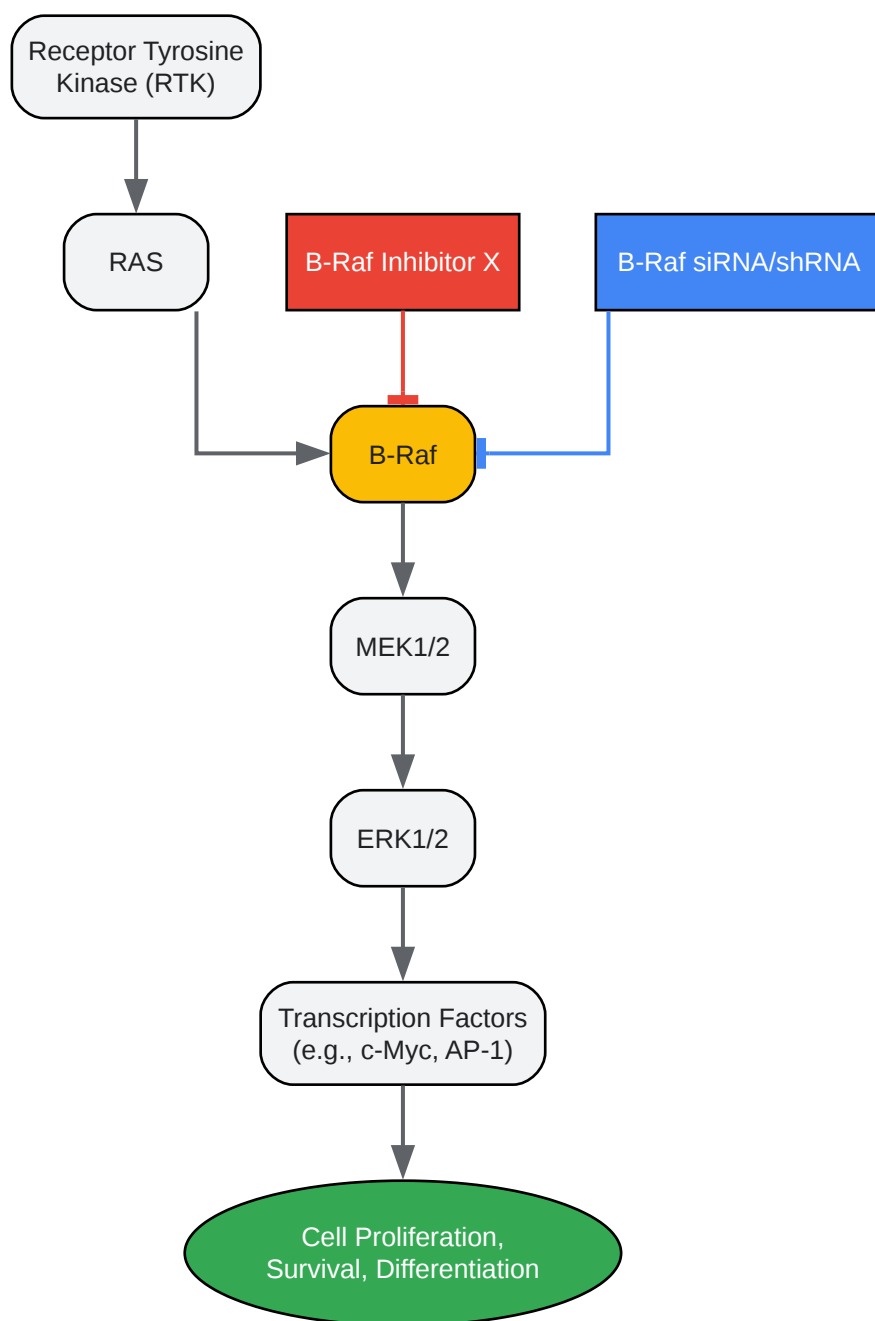 Receptor Tyrosine
Kinase (RTK)
RAS
B-Raf Inhibitor X
B-Raf siRNA/shRNA
B-Raf
MEK1/2
ERK1/2
Transcription Factors
(e.g., c-Myc, AP-1)
Cell Proliferation,
Survival, Differentiation